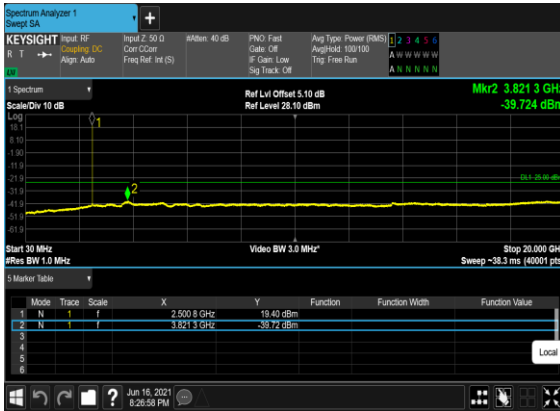 Spectrum Analyzer 1
Swept SA
+
KEYSIGHT Input: RF Input Z: 50 Ω #Atten: 40 dB PNO: Fast Avg Type: Power (RMS) 1 2 3 4 5 6
R T Coupling: DC Corr CCorr Gate: Off Avg|Hold: 100/100 A W W W W W
Align: Auto Freq Ref: Int (S) IF Gain: Low Trig: Free Run
Sig Track: Off A N N N N N
1 Spectrum
Ref Lvl Offset 5.10 dB Mkr2 3.821 3 GHz
Scale/Div 10 dB Ref Level 28.10 dBm -39.724 dBm
Log
18.1
8.10
-1.90
-11.9
-21.9
-31.9
-41.9
-51.9
-61.9
1
2
DL1 -25.00 dBm
Start 30 MHz Video BW 3.0 MHz* Stop 20.000 GHz
#Res BW 1.0 MHz Sweep ~38.3 ms (40001 pts)
5 Marker Table
Mode Trace Scale X Y Function Function Width Function Value
1 N 1 f 2.500 8 GHz 19.40 dBm
2 N 1 f 3.821 3 GHz -39.72 dBm
3
4
5
6
Local
? Jun 16, 2021
8:26:58 PM